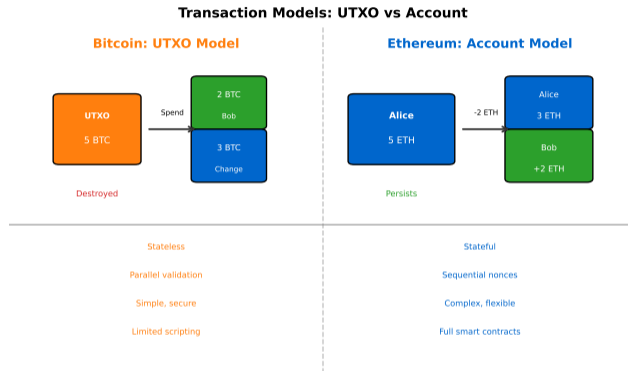 Transaction Models: UTXO vs Account
Bitcoin: UTXO Model
UTXO
5 BTC
Spend
2 BTC
Bob
3 BTC
Change
Destroyed
Stateless
Parallel validation
Simple, secure
Limited scripting
Ethereum: Account Model
Alice
5 ETH
-2 ETH
Alice
3 ETH
Bob
+2 ETH
Persists
Stateful
Sequential nonces
Complex, flexible
Full smart contracts